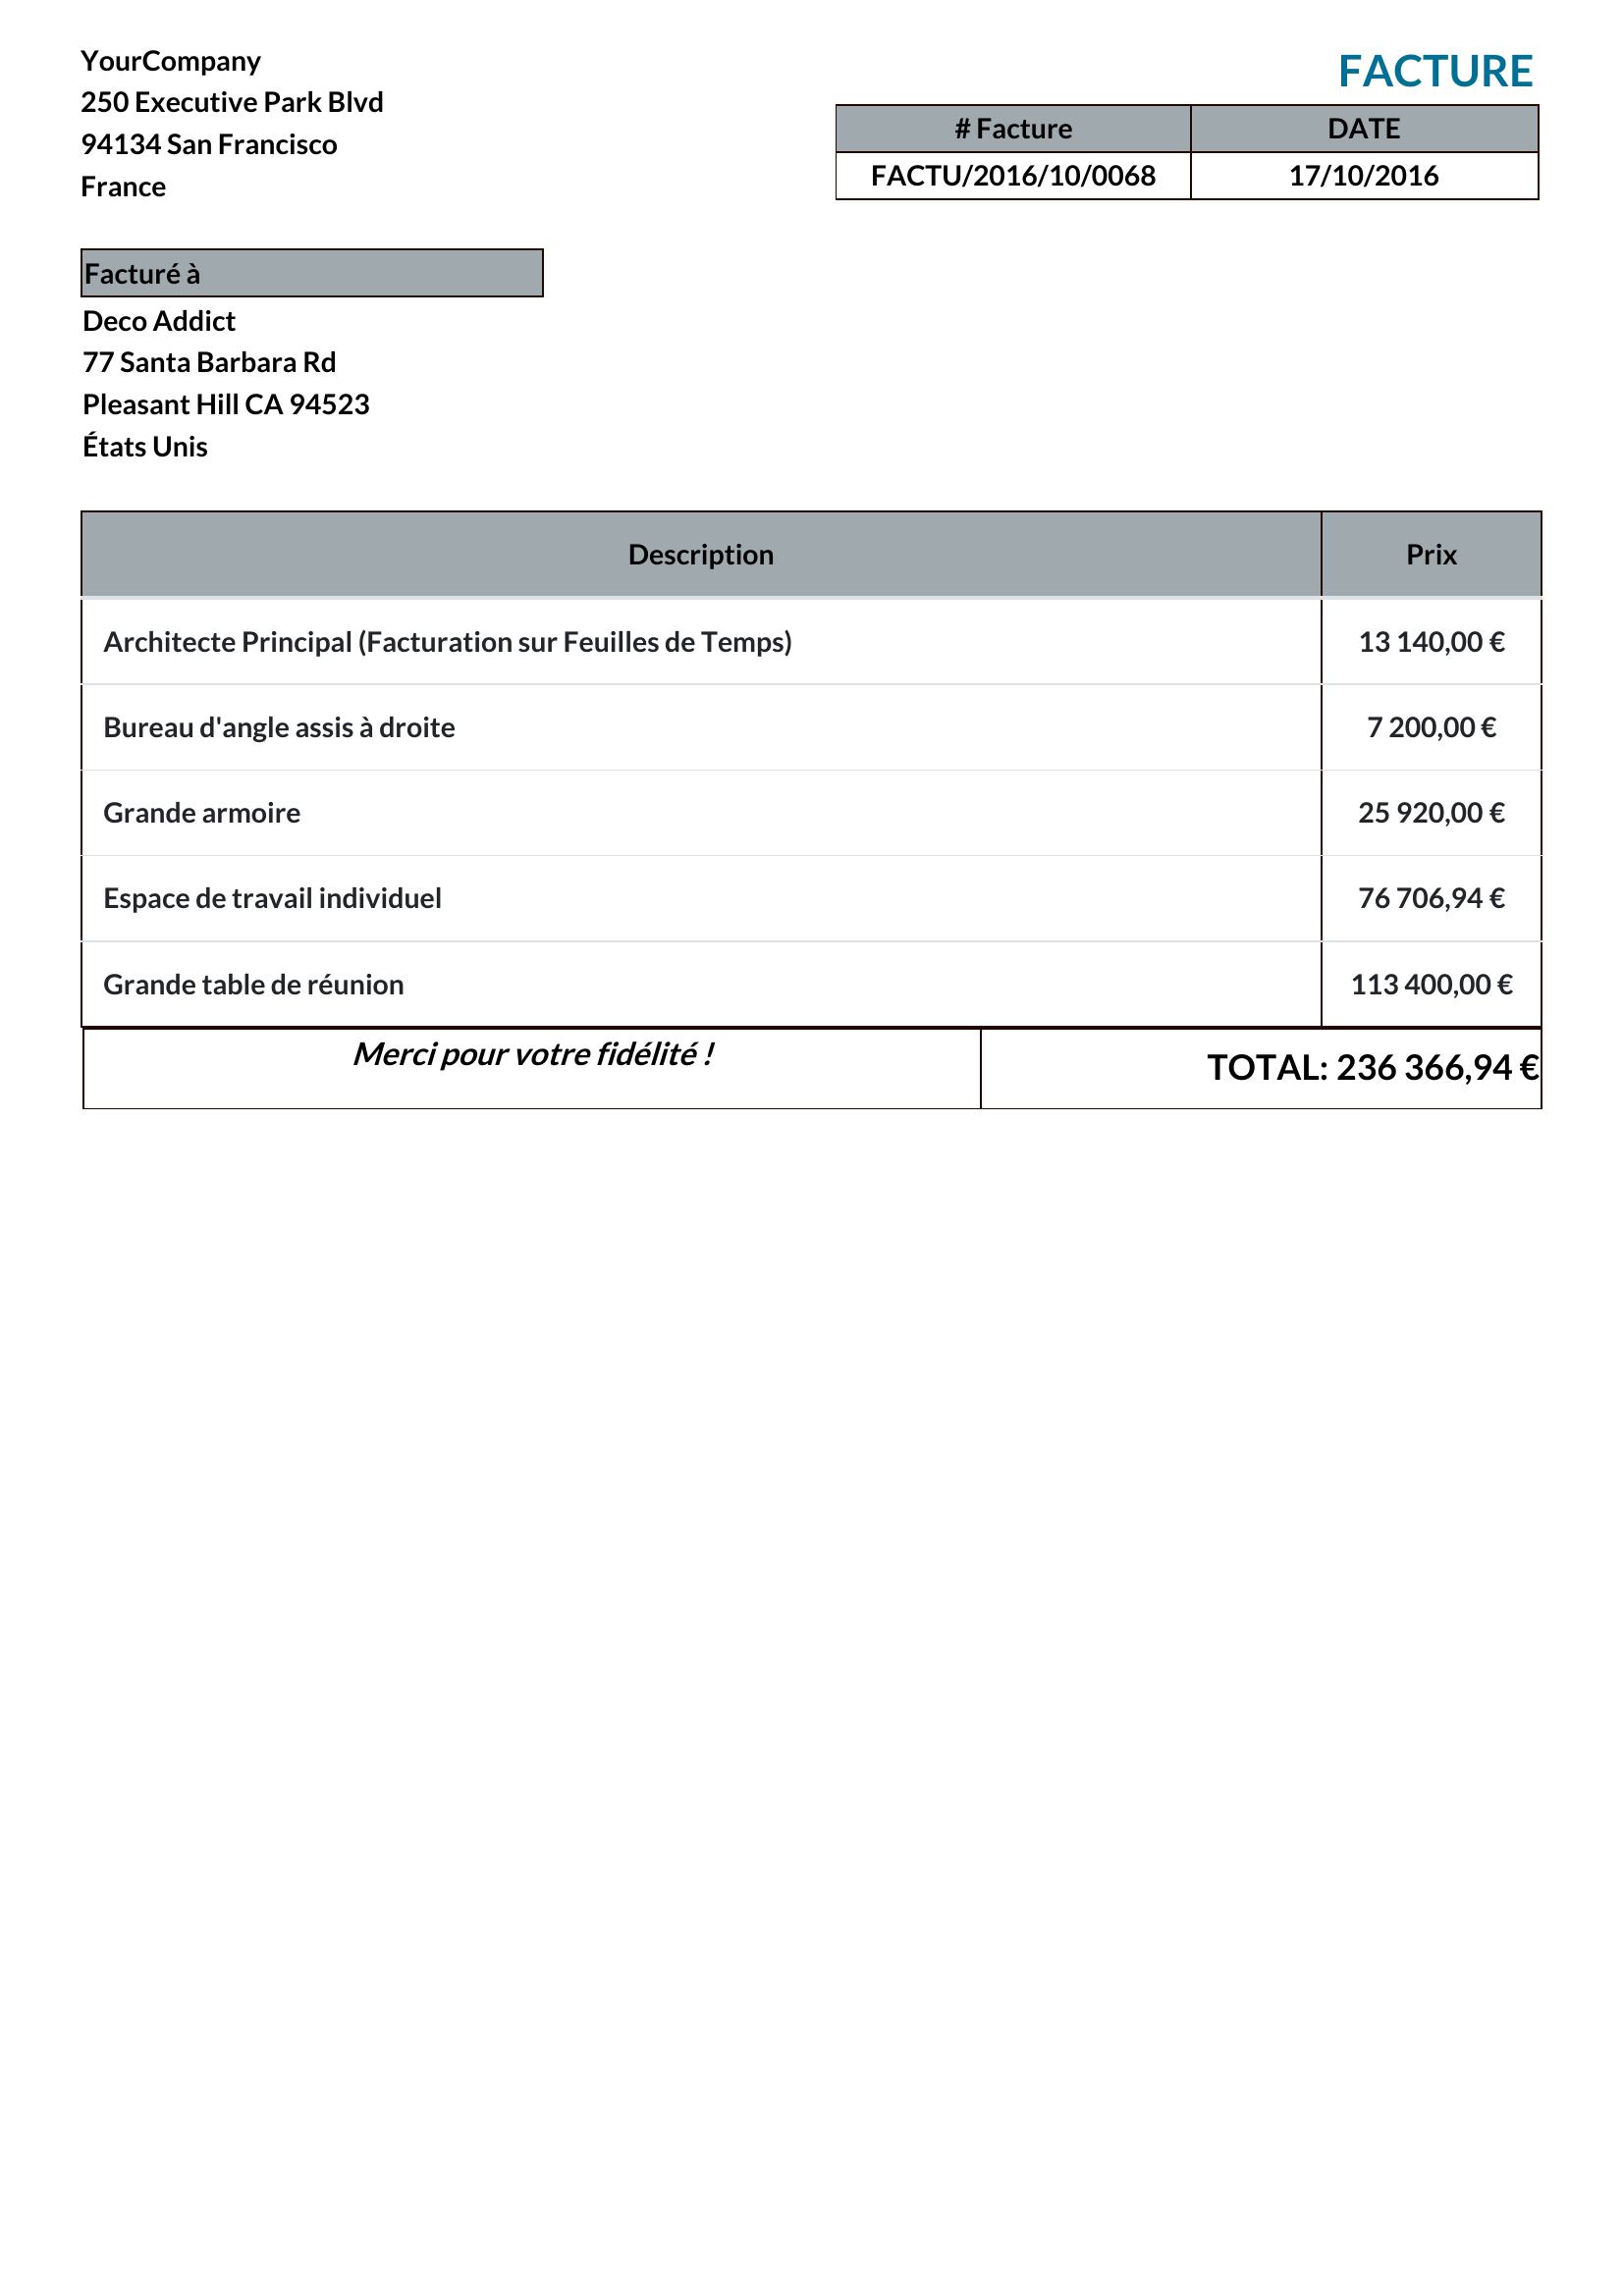 YourCompany
250 Executive Park Blvd
94134 San Francisco
France
FACTURE
# Facture DATE
FACTU/2016/10/0068 17/10/2016
Facturé à
Deco Addict
77 Santa Barbara Rd
Pleasant Hill CA 94523
États Unis
Description Prix
Architecte Principal (Facturation sur Feuilles de Temps) 13 140,00 €
Bureau d'angle assis à droite 7 200,00 €
Grande armoire 25 920,00 €
Espace de travail individuel 76 706,94 €
Grande table de réunion 113 400,00 €
Merci pour votre fidélité ! TOTAL: 236 366,94 €